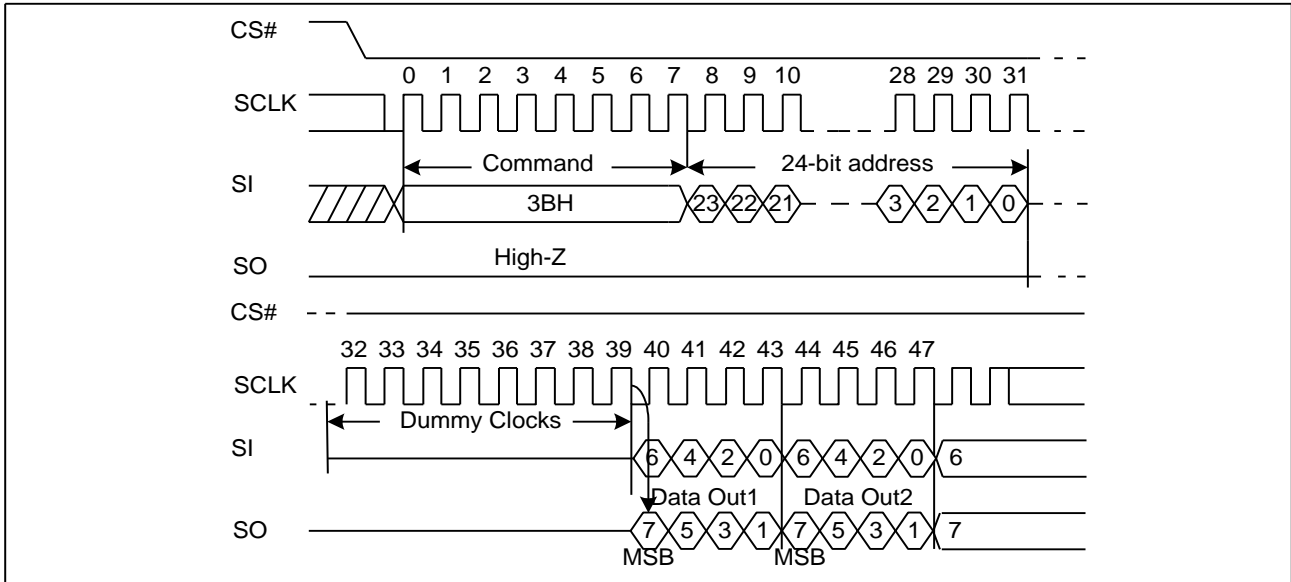 CS#
0 1 2 3 4 5 6 7 8 9 10 28 29 30 31
SCLK
Command 24-bit address
SI
3BH 23 22 21 3 2 1 0
High-Z
SO
CS#
32 33 34 35 36 37 38 39 40 41 42 43 44 45 46 47
SCLK
Dummy Clocks
SI
6 4 2 0 6 4 2 0 6
Data Out1 Data Out2
SO
7 5 3 1 7 5 3 1 7
MSB MSB